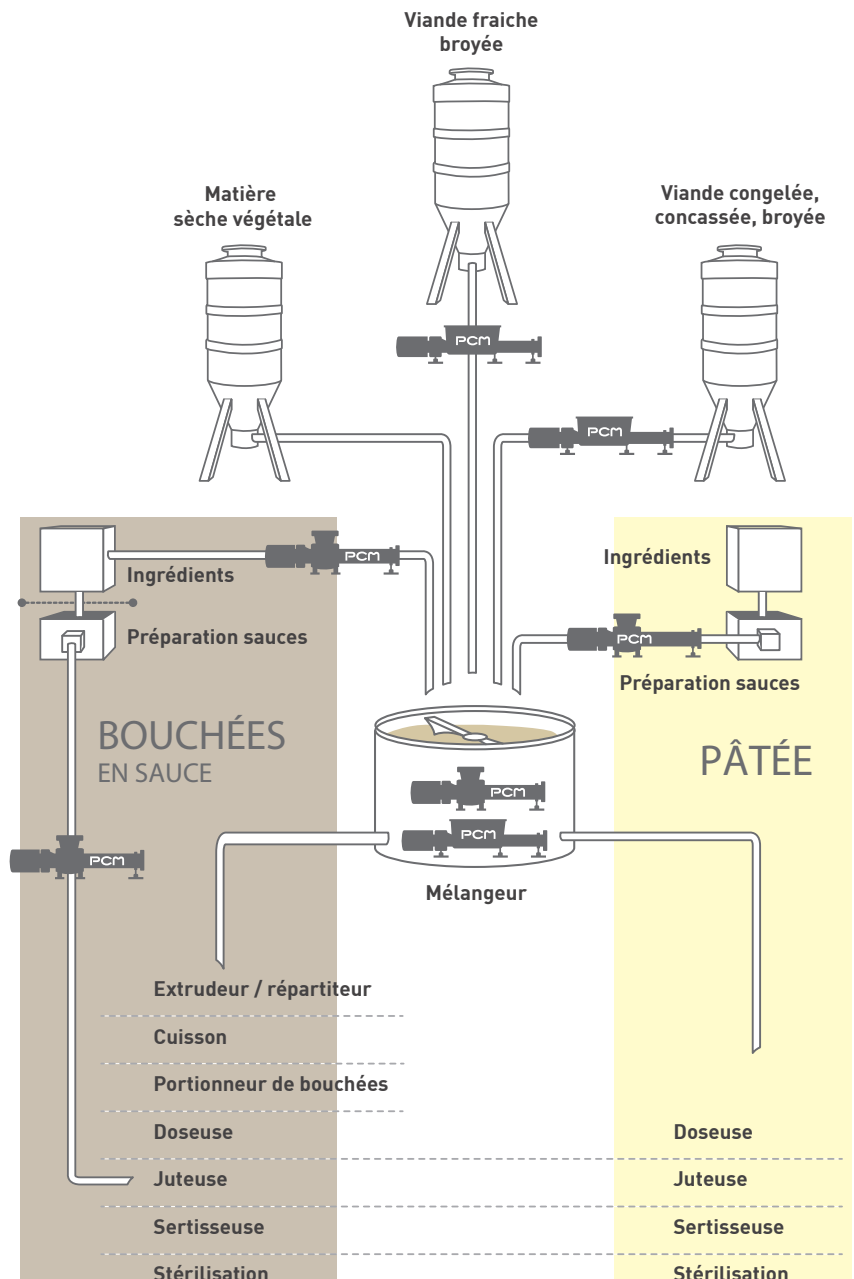 Viande fraiche
broyée
Matière
sèche végétale
Viande congelée,
concassée, broyée
PCM
PCM
Ingrédients
PCM
Préparation sauces
Ingrédients
PCM
Préparation sauces
BOUCHÉES
EN SAUCE
PÂTÉE
PCM
PCM
PCM
Mélangeur
Extrudeur / répartiteur
Cuisson
Portionneur de bouchées
Doseuse
Doseuse
Juteuse
Juteuse
Sertisseuse
Sertisseuse
Stérilisation
Stérilisation